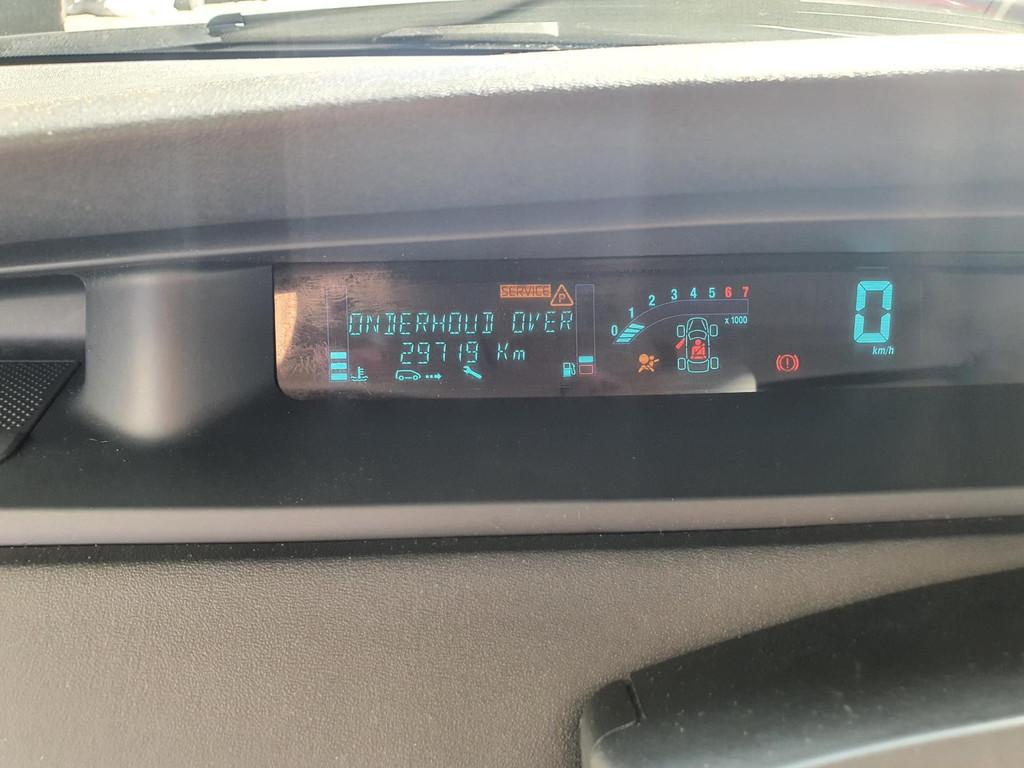 SERVICE P
ONDERHOUD OVER
29719 Km
0 1 2 3 4 5 6 7
x 1000
0
km/h